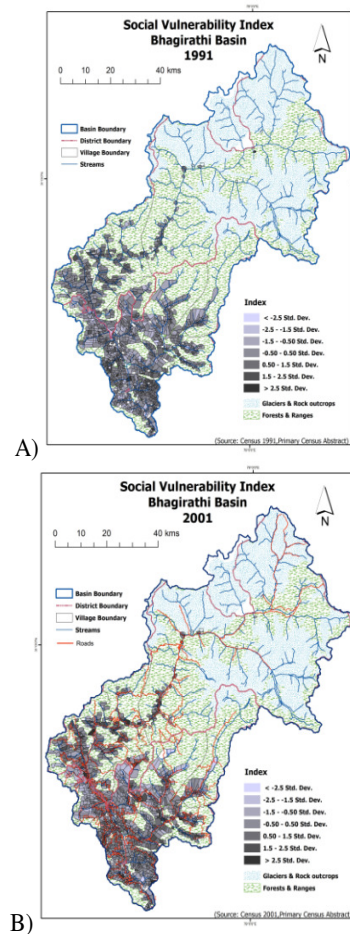 Social Vulnerability Index
Bhagirathi Basin
1991
0 10 20 40 kms
N
Basin Boundary
District Boundary
Village Boundary
Streams
Index
< -2.5 Std. Dev.
-2.5 - -1.5 Std. Dev.
-1.5 - -0.50 Std. Dev.
-0.50 - 0.50 Std. Dev.
0.50 - 1.5 Std. Dev.
1.5 - 2.5 Std. Dev.
> 2.5 Std. Dev.
Glaciers & Rock outcrops
Forests & Ranges
(Source: Census 1991,Primary Census Abstract)
A)
Social Vulnerability Index
Bhagirathi Basin
2001
0 10 20 40 kms
N
Basin Boundary
District Boundary
Village Boundary
Streams
Roads
Index
< -2.5 Std. Dev.
-2.5 - -1.5 Std. Dev.
-1.5 - -0.50 Std. Dev.
-0.50 - 0.50 Std. Dev.
0.50 - 1.5 Std. Dev.
1.5 - 2.5 Std. Dev.
> 2.5 Std. Dev.
Glaciers & Rock outcrops
Forests & Ranges
(Source: Census 2001,Primary Census Abstract)
B)